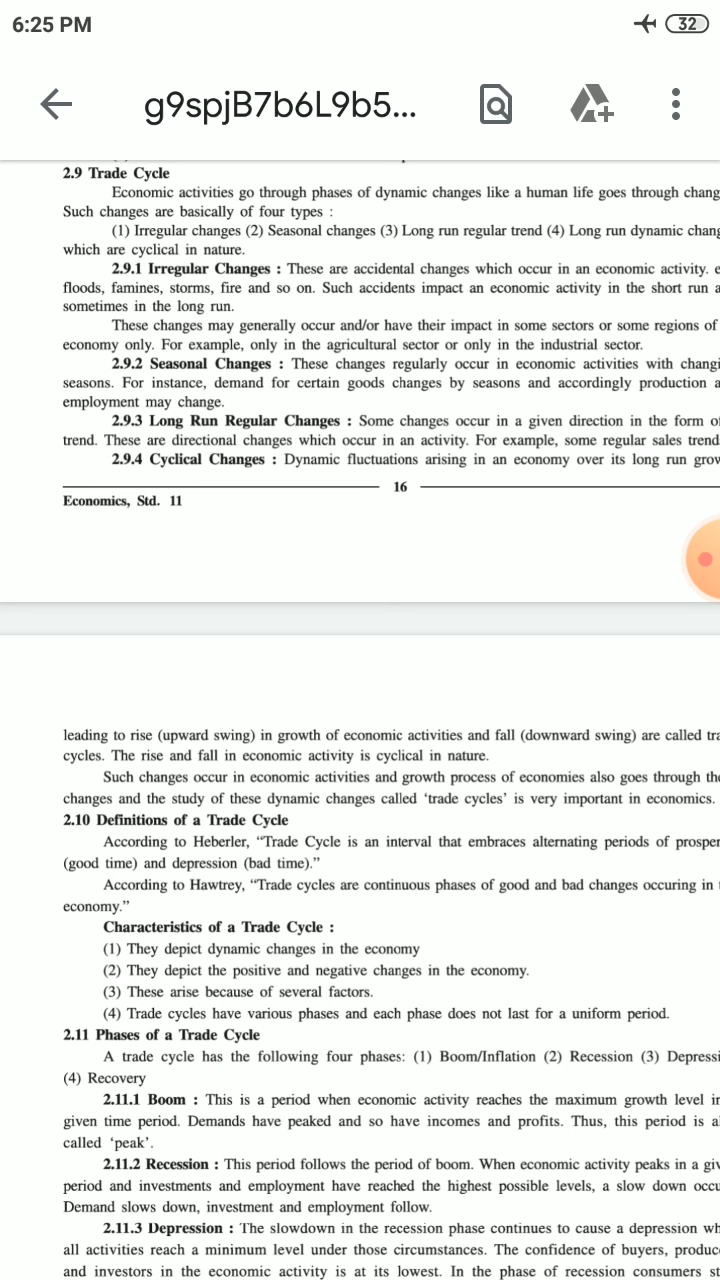 6:25 PM
32
g9spjB7b6L9b5...
2.9 Trade Cycle
Economic activities go through phases of dynamic changes like a human life goes through chang
Such changes are basically of four types :
(1) Irregular changes (2) Seasonal changes (3) Long run regular trend (4) Long run dynamic chang
which are cyclical in nature.
2.9.1 Irregular Changes : These are accidental changes which occur in an economic activity. e
floods, famines, storms, fire and so on. Such accidents impact an economic activity in the short run a
sometimes in the long run.
These changes may generally occur and/or have their impact in some sectors or some regions of
economy only. For example, only in the agricultural sector or only in the industrial sector.
2.9.2 Seasonal Changes : These changes regularly occur in economic activities with changi
seasons. For instance, demand for certain goods changes by seasons and accordingly production a
employment may change.
2.9.3 Long Run Regular Changes : Some changes occur in a given direction in the form of
trend. These are directional changes which occur in an activity. For example, some regular sales trend
2.9.4 Cyclical Changes : Dynamic fluctuations arising in an economy over its long run grow
16
Economics, Std. 11
leading to rise (upward swing) in growth of economic activities and fall (downward swing) are called tra
cycles. The rise and fall in economic activity is cyclical in nature.
Such changes occur in economic activities and growth process of economies also goes through the
changes and the study of these dynamic changes called ‘trade cycles’ is very important in economics.
2.10 Definitions of a Trade Cycle
According to Heberler, “Trade Cycle is an interval that embraces alternating periods of prosper
(good time) and depression (bad time).”
According to Hawtrey, “Trade cycles are continuous phases of good and bad changes occuring in t
economy.”
Characteristics of a Trade Cycle :
(1) They depict dynamic changes in the economy
(2) They depict the positive and negative changes in the economy.
(3) These arise because of several factors.
(4) Trade cycles have various phases and each phase does not last for a uniform period.
2.11 Phases of a Trade Cycle
A trade cycle has the following four phases: (1) Boom/Inflation (2) Recession (3) Depressi
(4) Recovery
2.11.1 Boom : This is a period when economic activity reaches the maximum growth level in
given time period. Demands have peaked and so have incomes and profits. Thus, this period is al
called ‘peak’.
2.11.2 Recession : This period follows the period of boom. When economic activity peaks in a giv
period and investments and employment have reached the highest possible levels, a slow down occu
Demand slows down, investment and employment follow.
2.11.3 Depression : The slowdown in the recession phase continues to cause a depression wh
all activities reach a minimum level under those circumstances. The confidence of buyers, produc
and investors in the economic activity is at its lowest. In the phase of recession consumers st